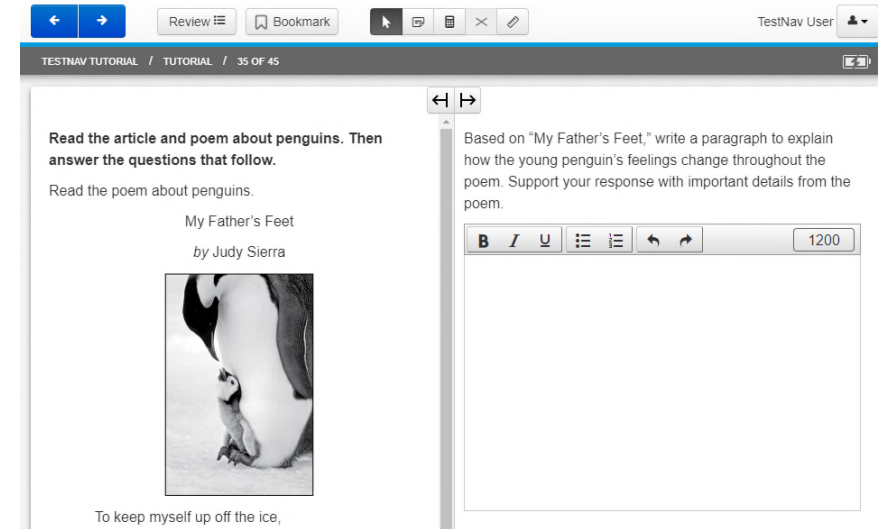 Review
Bookmark
TestNav User
TESTNAV TUTORIAL / TUTORIAL / 35 OF 45
Read the article and poem about penguins. Then
answer the questions that follow.
Read the poem about penguins.
My Father's Feet
by Judy Sierra
To keep myself up off the ice,
Based on “My Father's Feet,” write a paragraph to explain
how the young penguin's feelings change throughout the
poem. Support your response with important details from the
poem.
B I U
1200